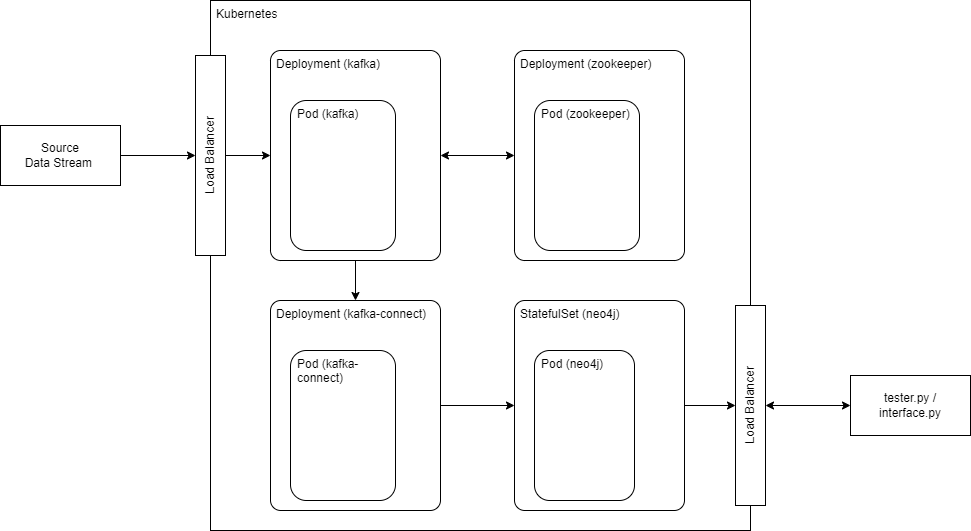 Kubernetes
Deployment (kafka)
Deployment (zookeeper)
Pod (kafka)
Pod (zookeeper)
Source
Data Stream
Load Balancer
Deployment (kafka-connect)
StatefulSet (neo4j)
Pod (kafka-
connect)
Pod (neo4j)
Load Balancer
tester.py /
interface.py